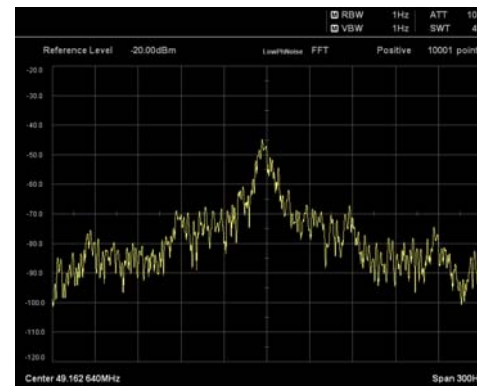 M RBW 1Hz ATT 10
M VBW 1Hz SWT 4
Reference Level -20.00dBm LowPhNoise FFT Positive 10001 point
-20.0
-30.0
-40.0
-50.0
-60.0
-70.0
-80.0
-90.0
-100.0
-110.0
-120.0
Center 49.162 640MHz Span 300H